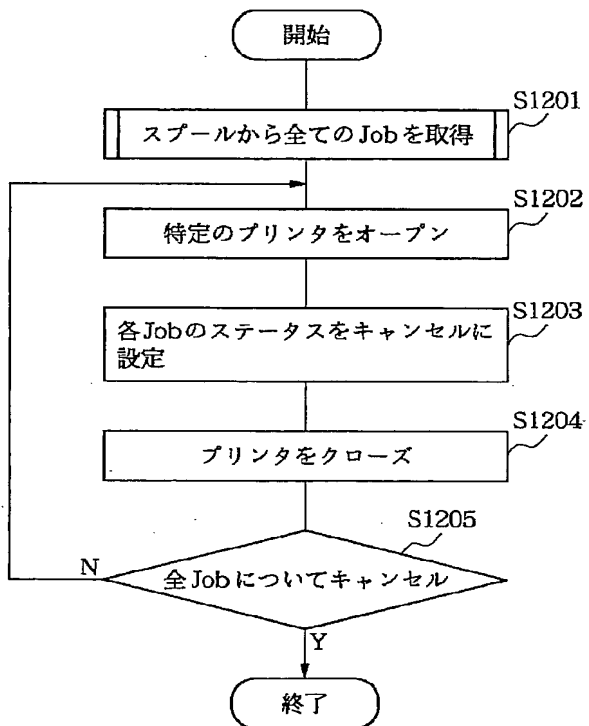 開始
S1201
スプールから全てのJobを取得
S1202
特定のプリンタをオープン
S1203
各Jobのステータスをキャンセルに
設定
S1204
プリンタをクローズ
S1205
全Jobについてキャンセル
N
Y
終了